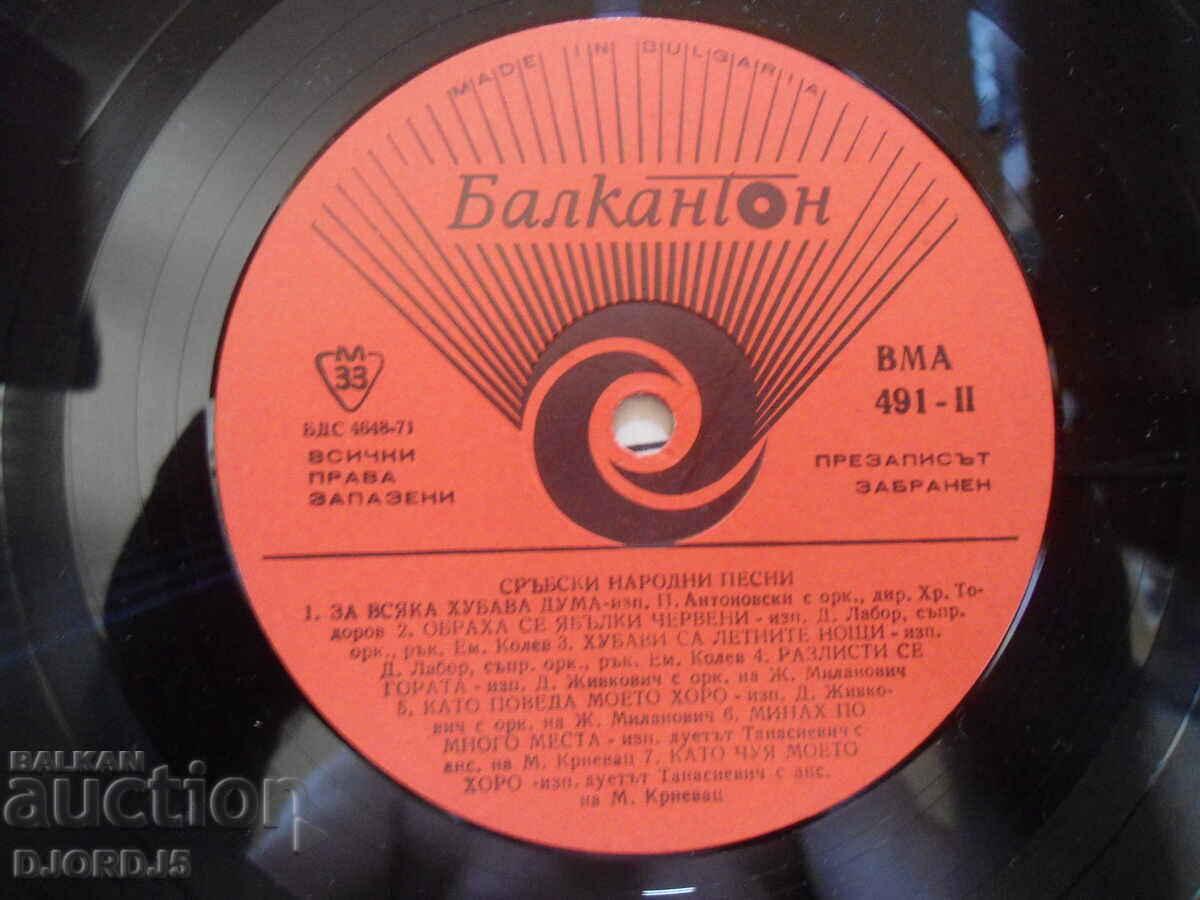 MADE IN BULGARIA
Балкантон
М
33
БДС 4648-71
ВСИЧКИ
ПРАВА
ЗАПАЗЕНИ
ВМА
491-II
ПРЕЗАПИСЪТ
ЗАБРАНЕН
СРЪБСКИ НАРОДНИ ПЕСНИ
1. ЗА ВСЯКА ХУБАВА ДУМА-изп. П. Антоновски с орк., дир. Хр. То-
доров 2. ОБРАХА СЕ ЯБЪЛКИ ЧЕРВЕНИ - изп. Д. Лабор, съпр.
орк., рък. Ем. Колев 3. ХУБАВИ СА ЛЕТНИТЕ НОЩИ - изп.
Д. Лабор, съпр. орк., рък. Ем. Колев 4. РАЗЛИСТИ СЕ
ГОРАТА - изп. Д. Живкович с орк. на Ж. Миланович
5. КАТО ПОВЕДА МОЕТО ХОРО - изп. Д. Живко-
вич с орк. на Ж. Миланович 6. МИНАХ ПО
МНОГО МЕСТА - изп. дуетът Танасиевич с
анс. на М. Крневац 7. КАТО ЧУЯ МОЕТО
ХОРО - изп. дуетът Танасиевич с анс.
на М. Крневац
BALKAN
auction
DJORDJ5